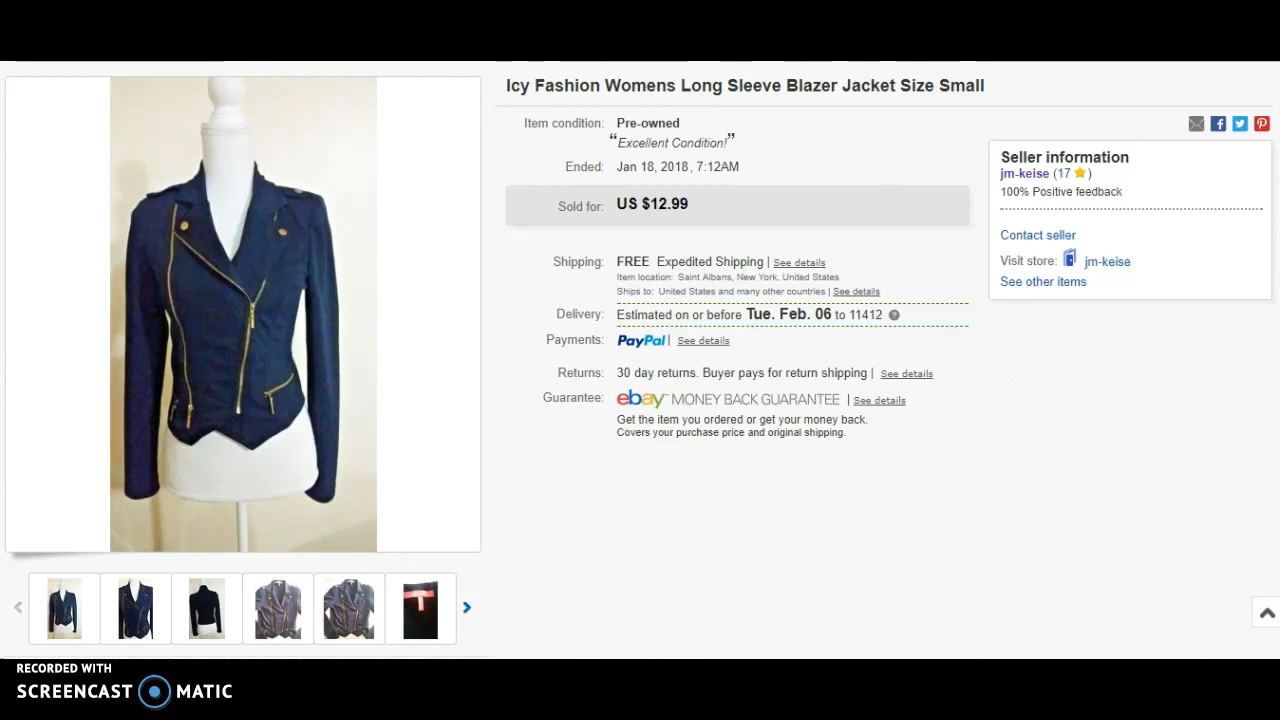 Icy Fashion Womens Long Sleeve Blazer Jacket Size Small
Item condition: Pre-owned
“Excellent Condition!”
Ended: Jan 18, 2018 , 7:12AM
Sold for: US $12.99
Shipping: FREE Expedited Shipping | See details
Item location: Saint Albans, New York, United States
Ships to: United States and many other countries | See details
Delivery: Estimated on or before Tue. Feb. 06 to 11412
Payments: PayPal | See details
Returns: 30 day returns. Buyer pays for return shipping | See details
Guarantee: ebay MONEY BACK GUARANTEE | See details
Get the item you ordered or get your money back.
Covers your purchase price and original shipping.
Seller information
jm-keise (17 )
100% Positive feedback
Contact seller
Visit store: jm-keise
See other items
RECORDED WITH
SCREENCAST MATIC